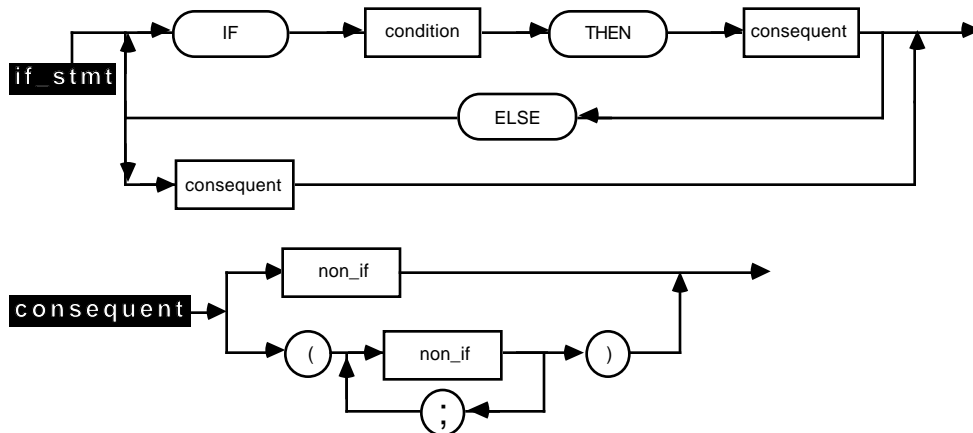 IF condition THEN consequent
if_stmt
ELSE
consequent
non_if
consequent
( non_if )
;